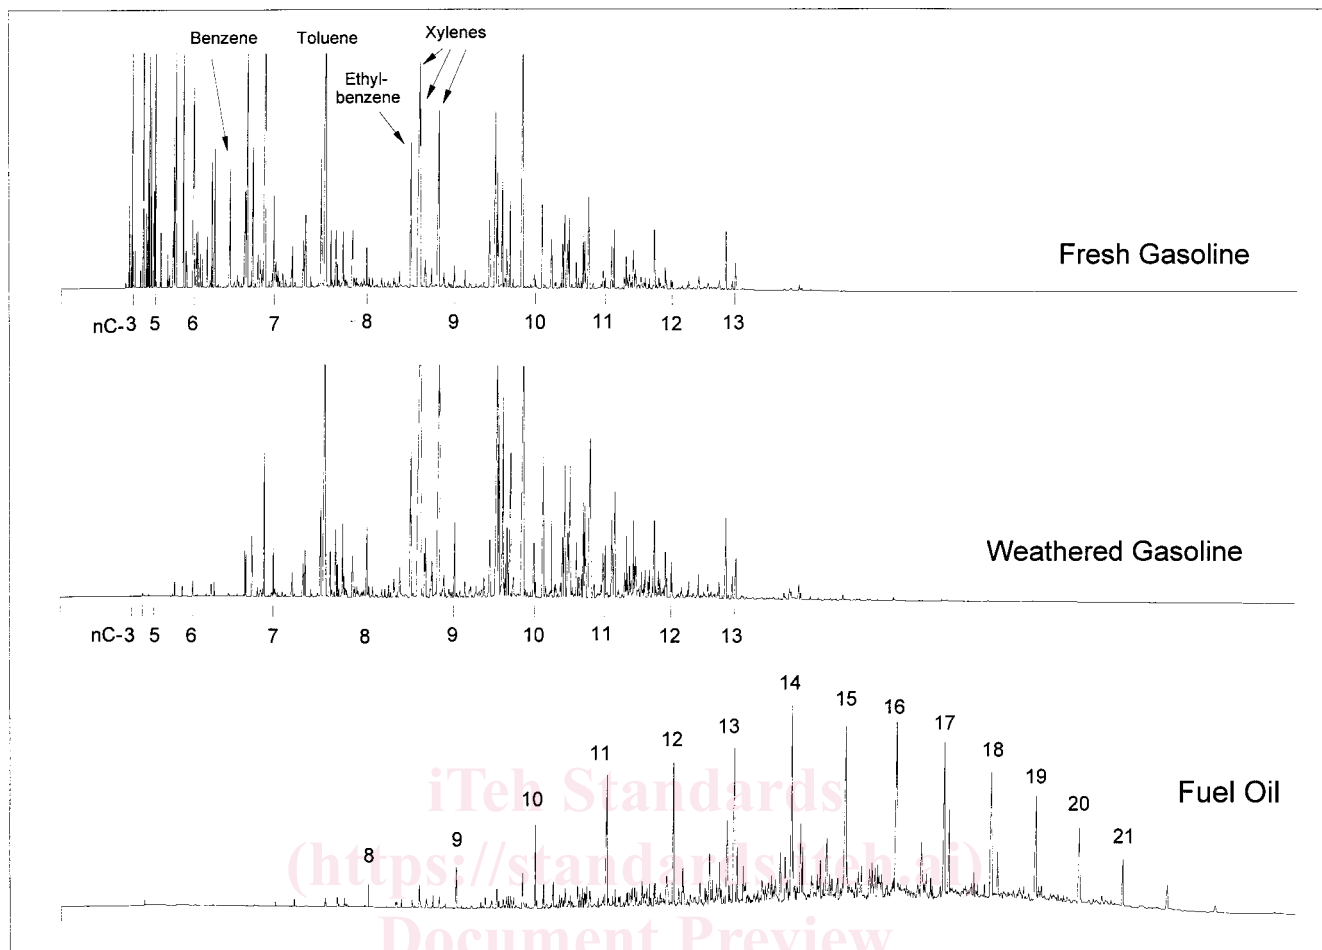 Benzene Toluene Xylenes
Ethyl-
benzene
Fresh Gasoline
nC-3 5 6 7 8 9 10 11 12 13
Weathered Gasoline
nC-3 5 6 7 8 9 10 11 12 13
8 9 10 11 12 13 14 15 16 17 18 19 20 21
Fuel Oil
iTeh Standards
(https://standards.iteh.ai)
Document Preview